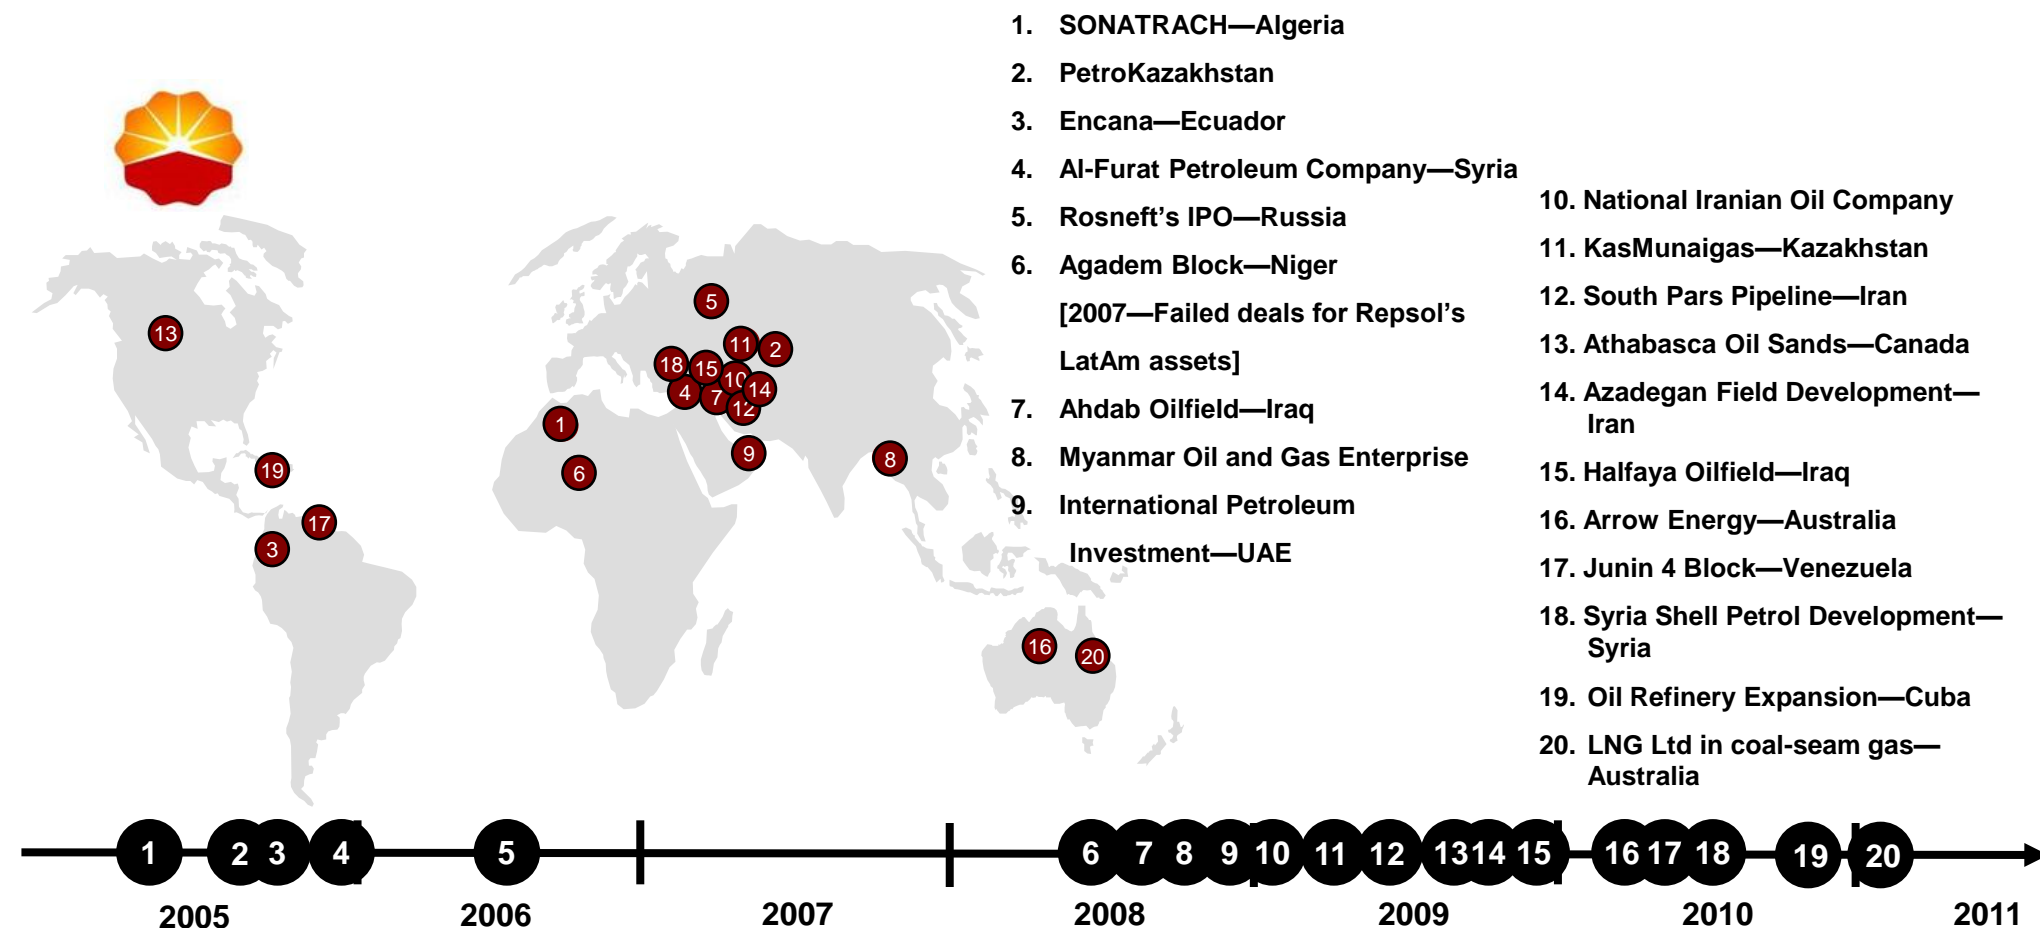 1. SONATRACH—Algeria
2. PetroKazakhstan
3. Encana—Ecuador
4. Al-Furat Petroleum Company—Syria
5. Rosneft’s IPO—Russia
6. Agadem Block—Niger
[2007—Failed deals for Repsol’s
LatAm assets]
7. Ahdab Oilfield—Iraq
8. Myanmar Oil and Gas Enterprise
9. International Petroleum
Investment—UAE
10. National Iranian Oil Company
11. KasMunaigas—Kazakhstan
12. South Pars Pipeline—Iran
13. Athabasca Oil Sands—Canada
14. Azadegan Field Development—
Iran
15. Halfaya Oilfield—Iraq
16. Arrow Energy—Australia
17. Junin 4 Block—Venezuela
18. Syria Shell Petrol Development—
Syria
19. Oil Refinery Expansion—Cuba
20. LNG Ltd in coal-seam gas—
Australia
5
13
11 2
18 15 10 14
4 7 12
1
9 8
19 6
17
3
16 20
1 2 3 4 5 6 7 8 9 10 11 12 13 14 15 16 17 18 19 20
2005 2006 2007 2008 2009 2010 2011